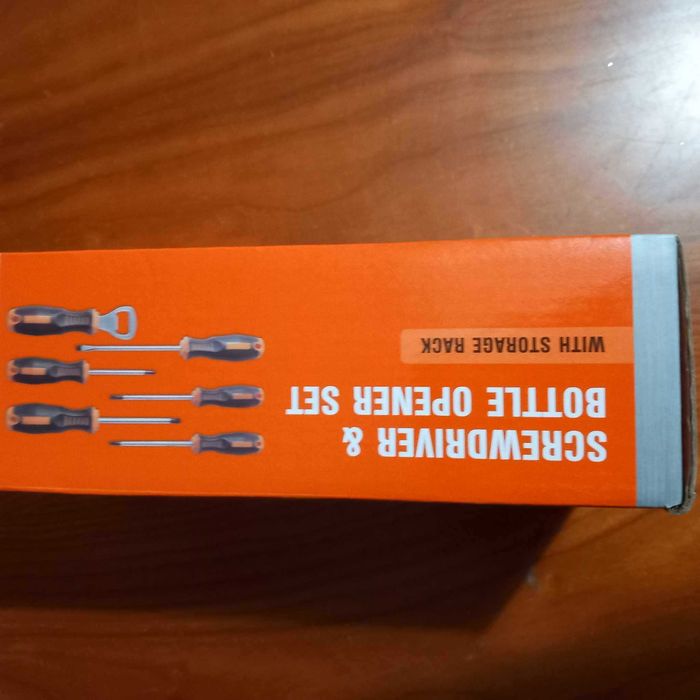 SCREWDRIVER &
BOTTLE OPENER SET
WITH STORAGE RACK